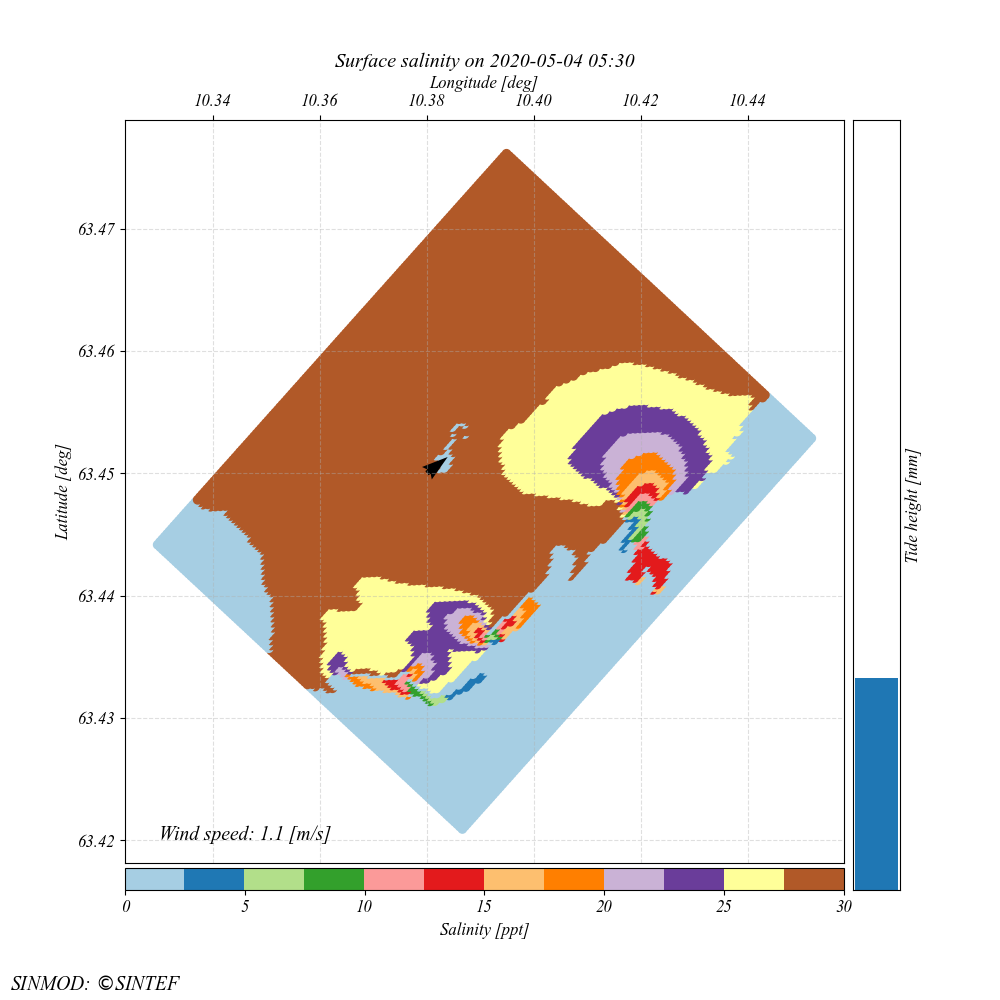 Surface salinity on 2020-05-04 05:30
Longitude [deg]
10.34 10.36 10.38 10.40 10.42 10.44
63.47
63.46
63.45
63.44
63.43
63.42
Latitude [deg]
Tide height [mm]
Wind speed: 1.1 [m/s]
0 5 10 15 20 25 30
Salinity [ppt]
SINMOD: ©SINTEF